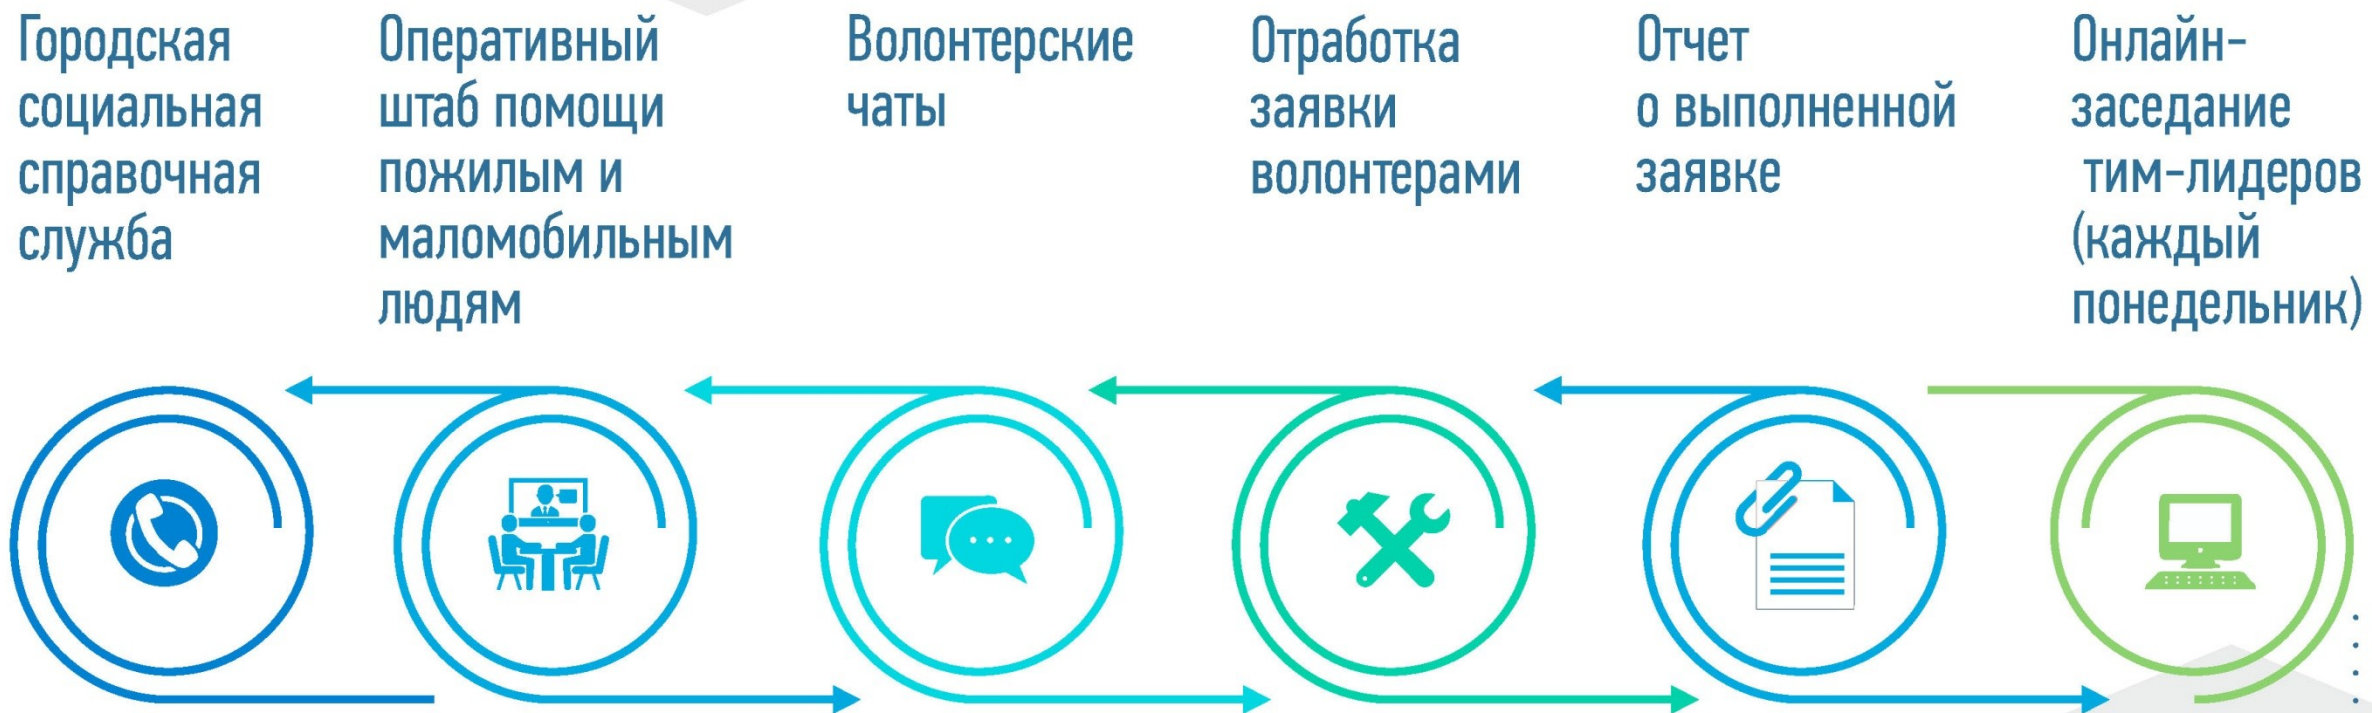 Городская
социальная
справочная
служба
Оперативный
штаб помощи
пожилым и
маломобильным
людям
Волонтерские
чаты
Отработка
заявки
волонтерами
Отчет
о выполненной
заявке
Онлайн-
заседание
тим-лидеров
(каждый
понедельник)